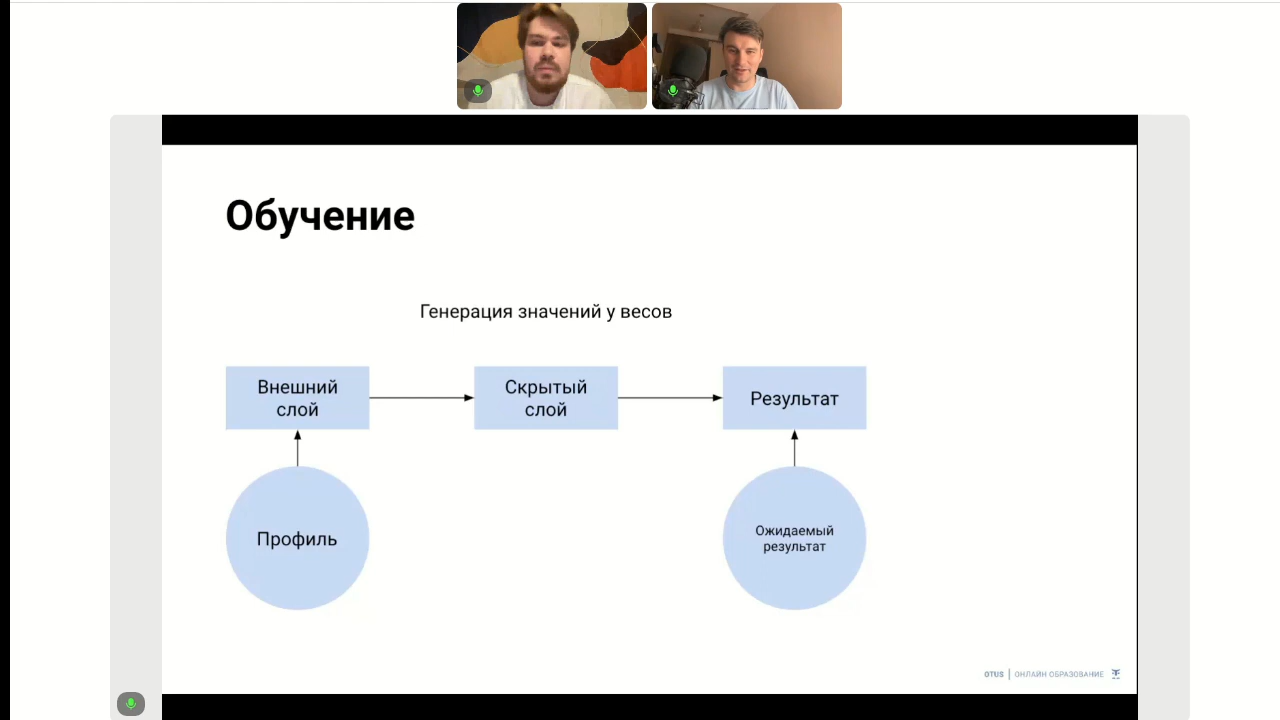 Обучение
Генерация значений у весов
Внешний
слой
Скрытый
слой
Результат
Профиль
Ожидаемый
результат
OTUS | ОНЛАЙН ОБРАЗОВАНИЕ